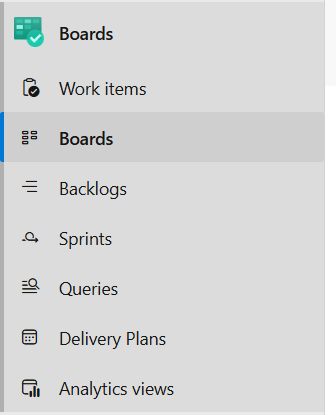 Boards
Work items
Boards
Backlogs
Sprints
Queries
Delivery Plans
Analytics views